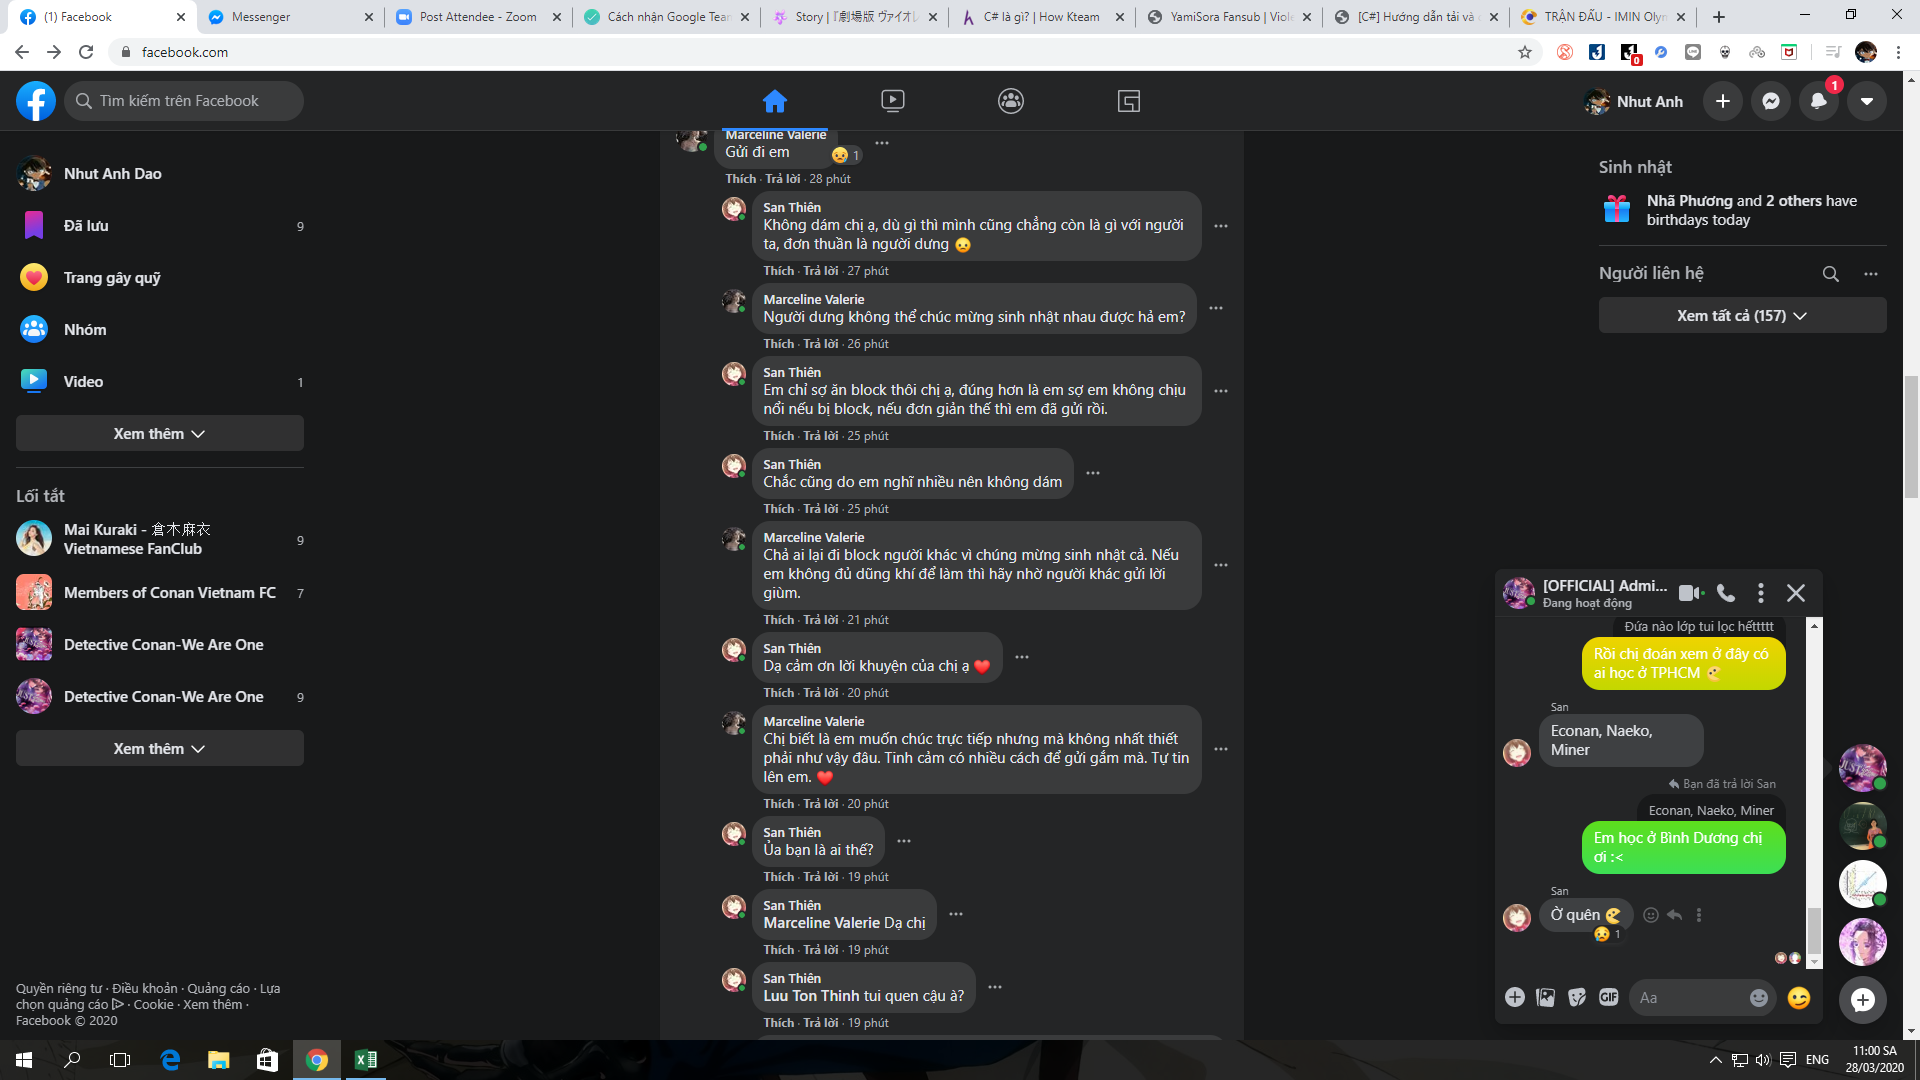 (1) Facebook
Messenger
Post Attendee - Zoom
Cách nhận Google Tean
Story | 『劇場版 ヴァイオレ
C# là gì? | How Kteam
YamiSora Fansub | Viole
[C#] Hướng dẫn tải và c
TRẬN ĐẤU - IMIN Olym
facebook.com
0
Tìm kiếm trên Facebook
Nhut Anh
1
Nhut Anh Dao
Đã lưu
9
Trang gây quỹ
Nhóm
Video
1
Xem thêm
Lối tắt
Mai Kuraki - 倉木麻衣
Vietnamese FanClub
9
Members of Conan Vietnam FC
7
Detective Conan-We Are One
Detective Conan-We Are One
9
Xem thêm
Quyền riêng tư · Điều khoản · Quảng cáo · Lựa
chọn quảng cáo · Cookie · Xem thêm ·
Facebook © 2020
Marceline Valerie
Gửi đi em
😢 1
Thích · Trả lời · 28 phút
San Thiên
Không dám chị ạ, dù gì thì mình cũng chẳng còn là gì với người
ta, đơn thuần là người dưng 😞
Thích · Trả lời · 27 phút
Marceline Valerie
Người dưng không thể chúc mừng sinh nhật nhau được hả em?
Thích · Trả lời · 26 phút
San Thiên
Em chỉ sợ ăn block thôi chị ạ, đúng hơn là em sợ em không chịu
nổi nếu bị block, nếu đơn giản thế thì em đã gửi rồi.
Thích · Trả lời · 25 phút
San Thiên
Chắc cũng do em nghĩ nhiều nên không dám
Thích · Trả lời · 25 phút
Marceline Valerie
Chả ai lại đi block người khác vì chúng mừng sinh nhật cả. Nếu
em không đủ dũng khí để làm thì hãy nhờ người khác gửi lời
giùm.
Thích · Trả lời · 21 phút
San Thiên
Dạ cảm ơn lời khuyện của chị ạ ❤️
Thích · Trả lời · 20 phút
Marceline Valerie
Chị biết là em muốn chúc trực tiếp nhưng mà không nhất thiết
phải như vậy đâu. Tinh cảm có nhiều cách để gửi gắm mà. Tự tin
lên em. ❤️
Thích · Trả lời · 20 phút
San Thiên
Ủa bạn là ai thế?
Thích · Trả lời · 19 phút
San Thiên
Marceline Valerie Dạ chị
Thích · Trả lời · 19 phút
San Thiên
Luu Ton Thinh tui quen cậu à?
Thích · Trả lời · 19 phút
Sinh nhật
Nhã Phương and 2 others have
birthdays today
Người liên hệ
Xem tất cả (157)
[OFFICIAL] Admi...
Đang hoạt động
Đứa nào lớp tui lọc hếttttt
Rồi chị đoán xem ở đây có
ai học ở TPHCM
San
Econan, Naeko,
Miner
Bạn đã trả lời San
Econan, Naeko, Miner
Em học ở Bình Dương chị
ơi :<
San
Ờ quên
😢 1
GIF
Aa
ENG
11:00 SA
28/03/2020